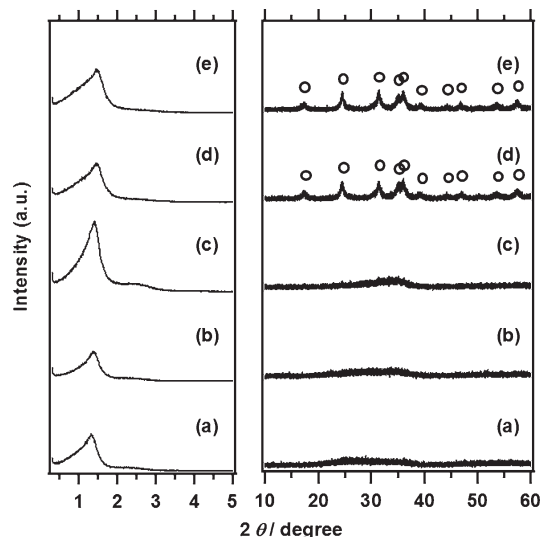 (e) (e)
(d) (d)
(c) (c)
(b) (b)
(a) (a)
Intensity (a.u.)
1 2 3 4 5 10 20 30 40 50 60
2 θ / degree